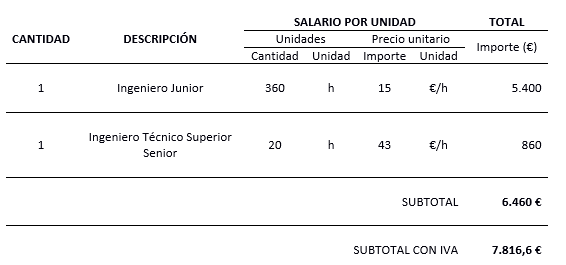 SALARIO POR UNIDAD TOTAL
CANTIDAD DESCRIPCIÓN Unidades Precio unitario Importe (€)
Cantidad Unidad Importe Unidad
1 Ingeniero Junior 360 h 15 €/h 5.400
1 Ingeniero Técnico Superior Senior 20 h 43 €/h 860
SUBTOTAL 6.460 €
SUBTOTAL CON IVA 7.816,6 €